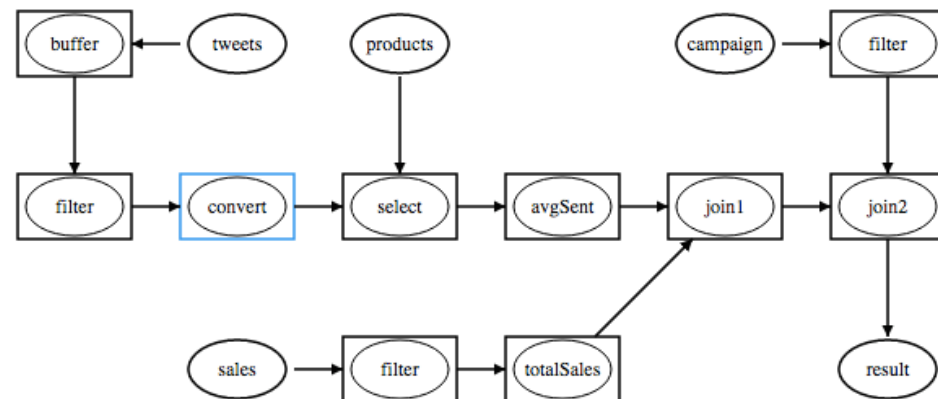 buffer
tweets
products
campaign
filter
filter
convert
select
avgSent
join1
join2
sales
filter
totalSales
result